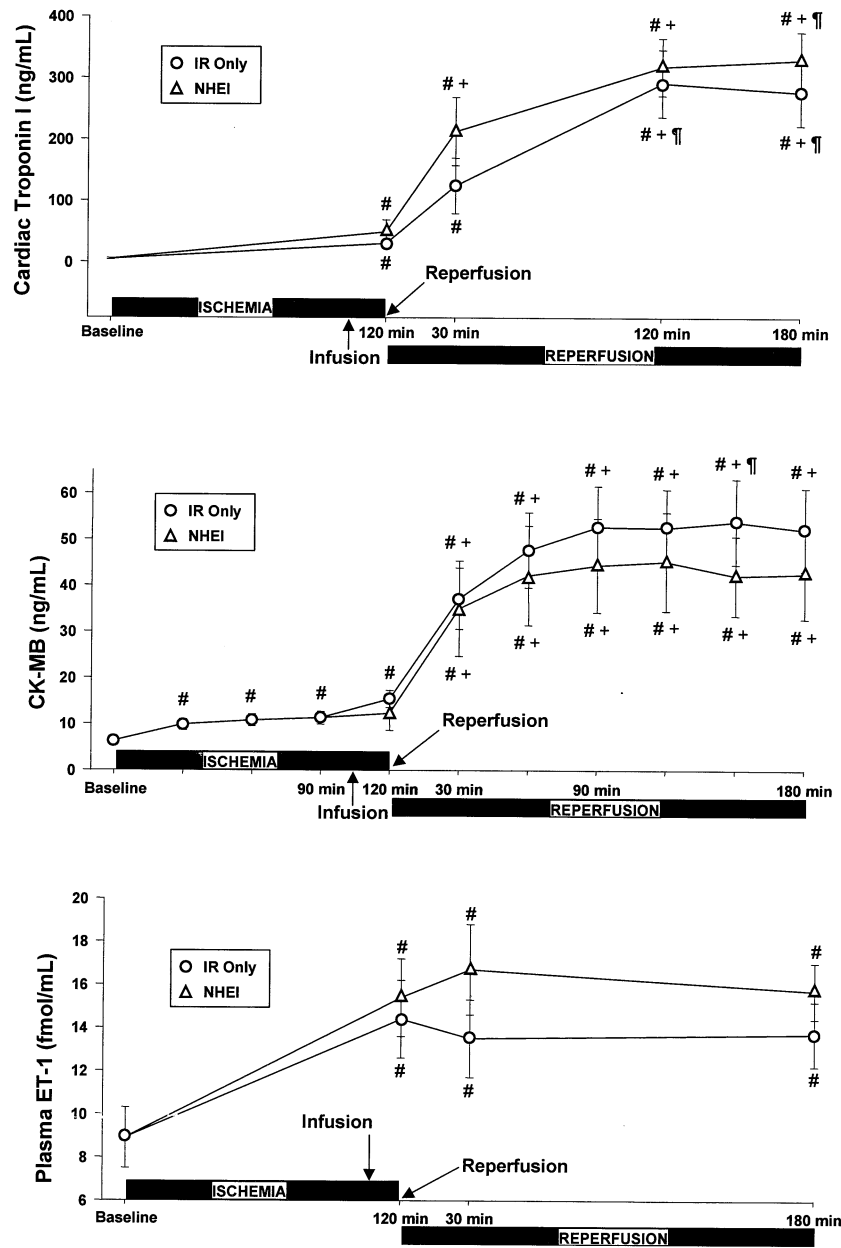 # + ¶
# +
400
IR Only
NHEI
# +
300
# + ¶
# + ¶
200
Cardiac Troponin I (ng/mL)
#
100
#
#
0
Reperfusion
ISCHEMIA
Baseline
120 min
30 min
120 min
180 min
Infusion
REPERFUSION
# + ¶
# +
# +
# +
# +
60
IR Only
NHEI
# +
50
40
CK-MB (ng/mL)
30
# +
# +
# +
# +
# +
# +
20
#
#
#
#
10
Reperfusion
ISCHEMIA
0
Baseline
90 min
120 min
30 min
90 min
180 min
Infusion
REPERFUSION
20
#
18
#
#
IR Only
NHEI
16
14
Plasma ET-1 (fmol/mL)
12
#
#
#
10
Infusion
8
Reperfusion
ISCHEMIA
6
Baseline
120 min
30 min
180 min
REPERFUSION